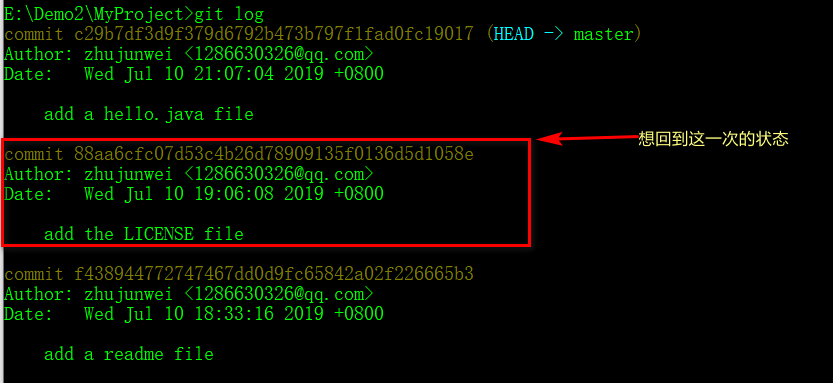 E:\Demo2\MyProject>git log
commit c29b7df3d9f379d6792b473b797f1fad0fc19017 (HEAD -> master)
Author: zhujunwei <1286630326@qq.com>
Date:   Wed Jul 10 21:07:04 2019 +0800
add a hello.java file
想回到这一次的状态
commit 88aa6cfc07d53c4b26d78909135f0136d5d1058e
Author: zhujunwei <1286630326@qq.com>
Date:   Wed Jul 10 19:06:08 2019 +0800
add the LICENSE file
commit f438944772747467dd0d9fc65842a02f226665b3
Author: zhujunwei <1286630326@qq.com>
Date:   Wed Jul 10 18:33:16 2019 +0800
add a readme file